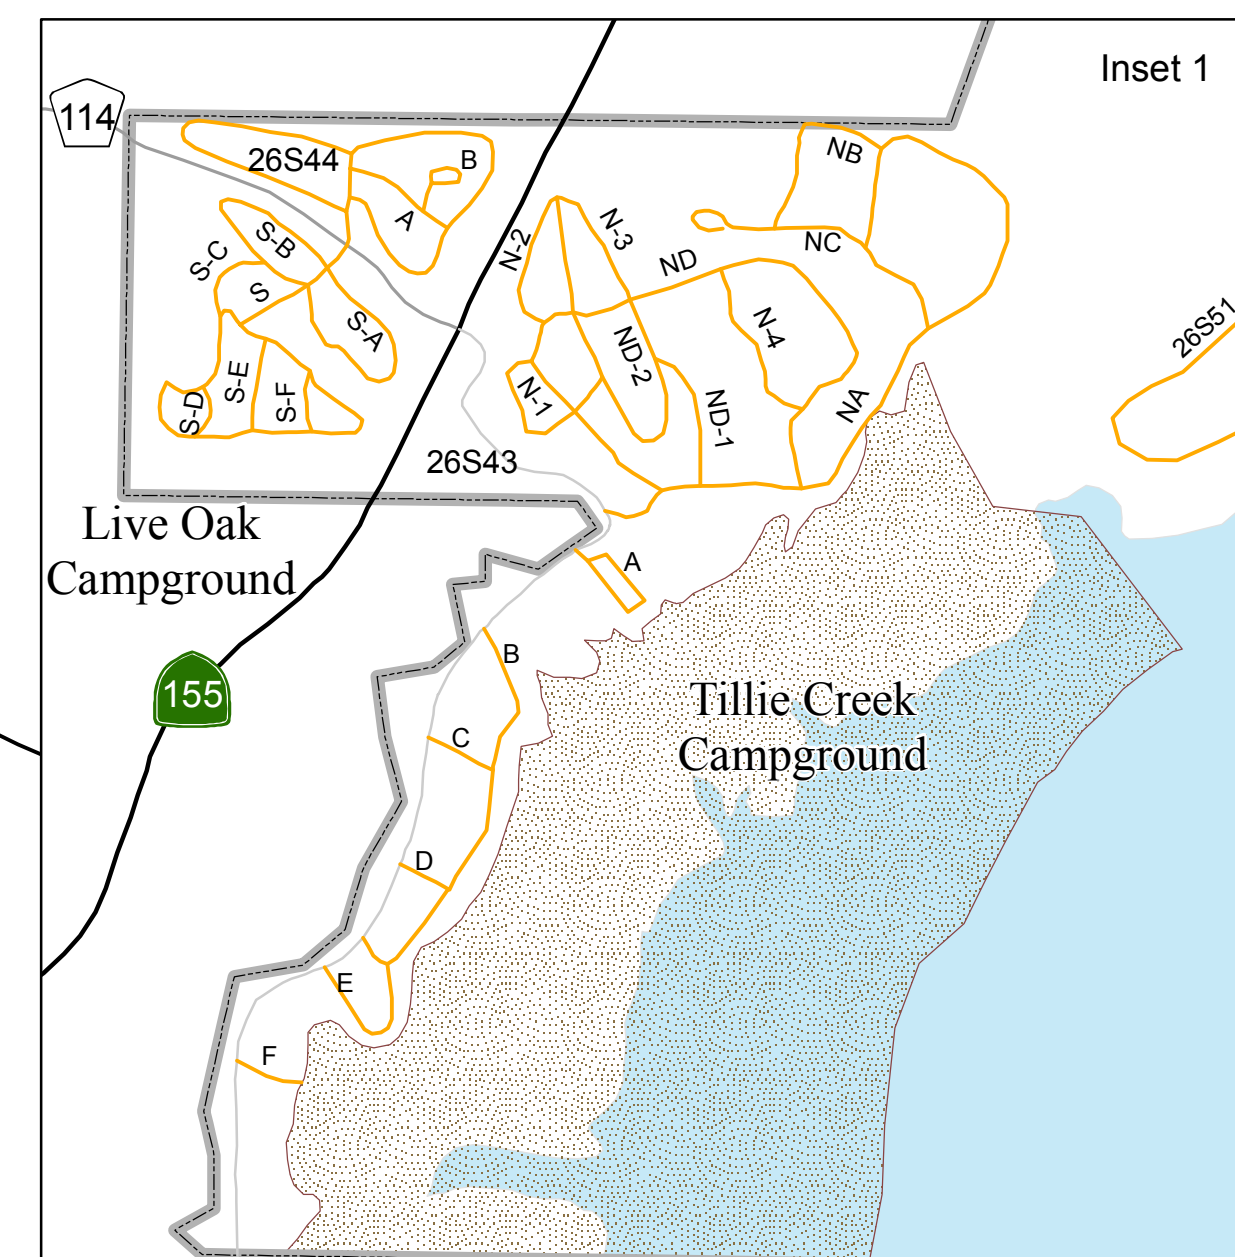 Inset 1
114
26S44
B
A
NB
N-3
N-2
NC
S-B
S-C
ND
S
S-A
N-4
26S51
ND-2
S-E
S-F
S-D
N-1
ND-1
NA
26S43
Live Oak
Campground
A
B
155
Tillie Creek
Campground
C
D
E
F